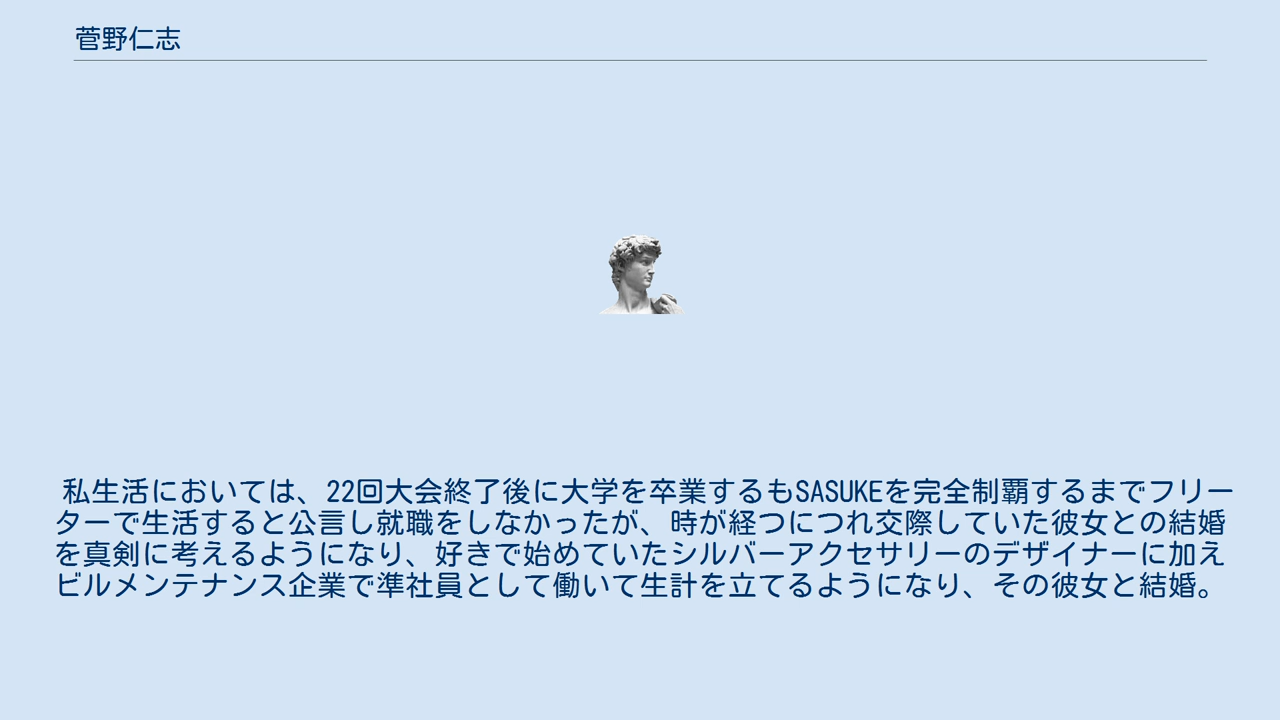 菅野仁志
私生活においては、22回大会終了後に大学を卒業するもSASUKEを完全制覇するまでフリー
ターで生活すると公言し就職をしなかったが、時が経つにつれ交際していた彼女との結婚
を真剣に考えるようになり、好きで始めていたシルバーアクセサリーのデザイナーに加え
ビルメンテナンス企業で準社員として働いて生計を立てるようになり、その彼女と結婚。